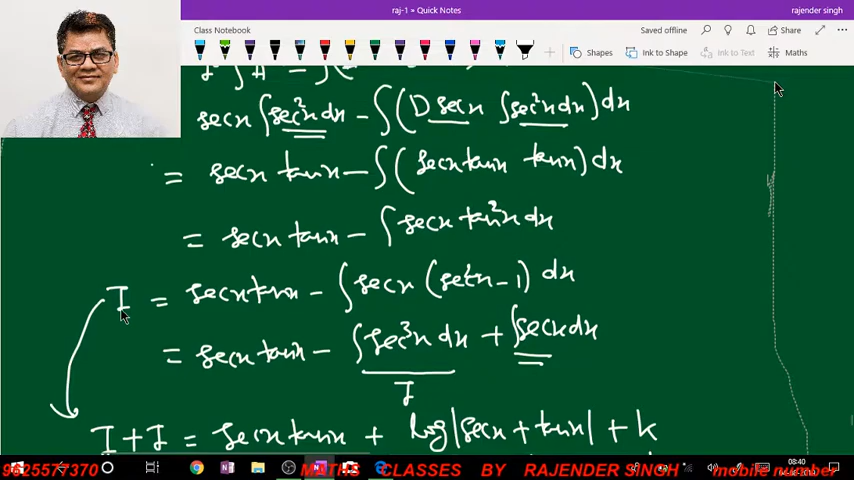 raj-1 » Quick Notes
rajender singh
Class Notebook
Saved offline
Share
Shapes
Ink to Shape
Ink to Text
Maths
secx ∫sec²x dx - ∫(D secx ∫sec²x dx) dx
= secx tanx - ∫(secx tanx tanx) dx
= secx tanx - ∫secx tan²x dx
I = secx tanx - ∫secx (sec²x - 1) dx
= secx tanx - ∫sec³x dx + ∫secx dx
I
I + I = secx tanx + log|secx + tanx| + k
08:40
9625577370 MATHS CLASSES BY RAJENDER SINGH mobile number